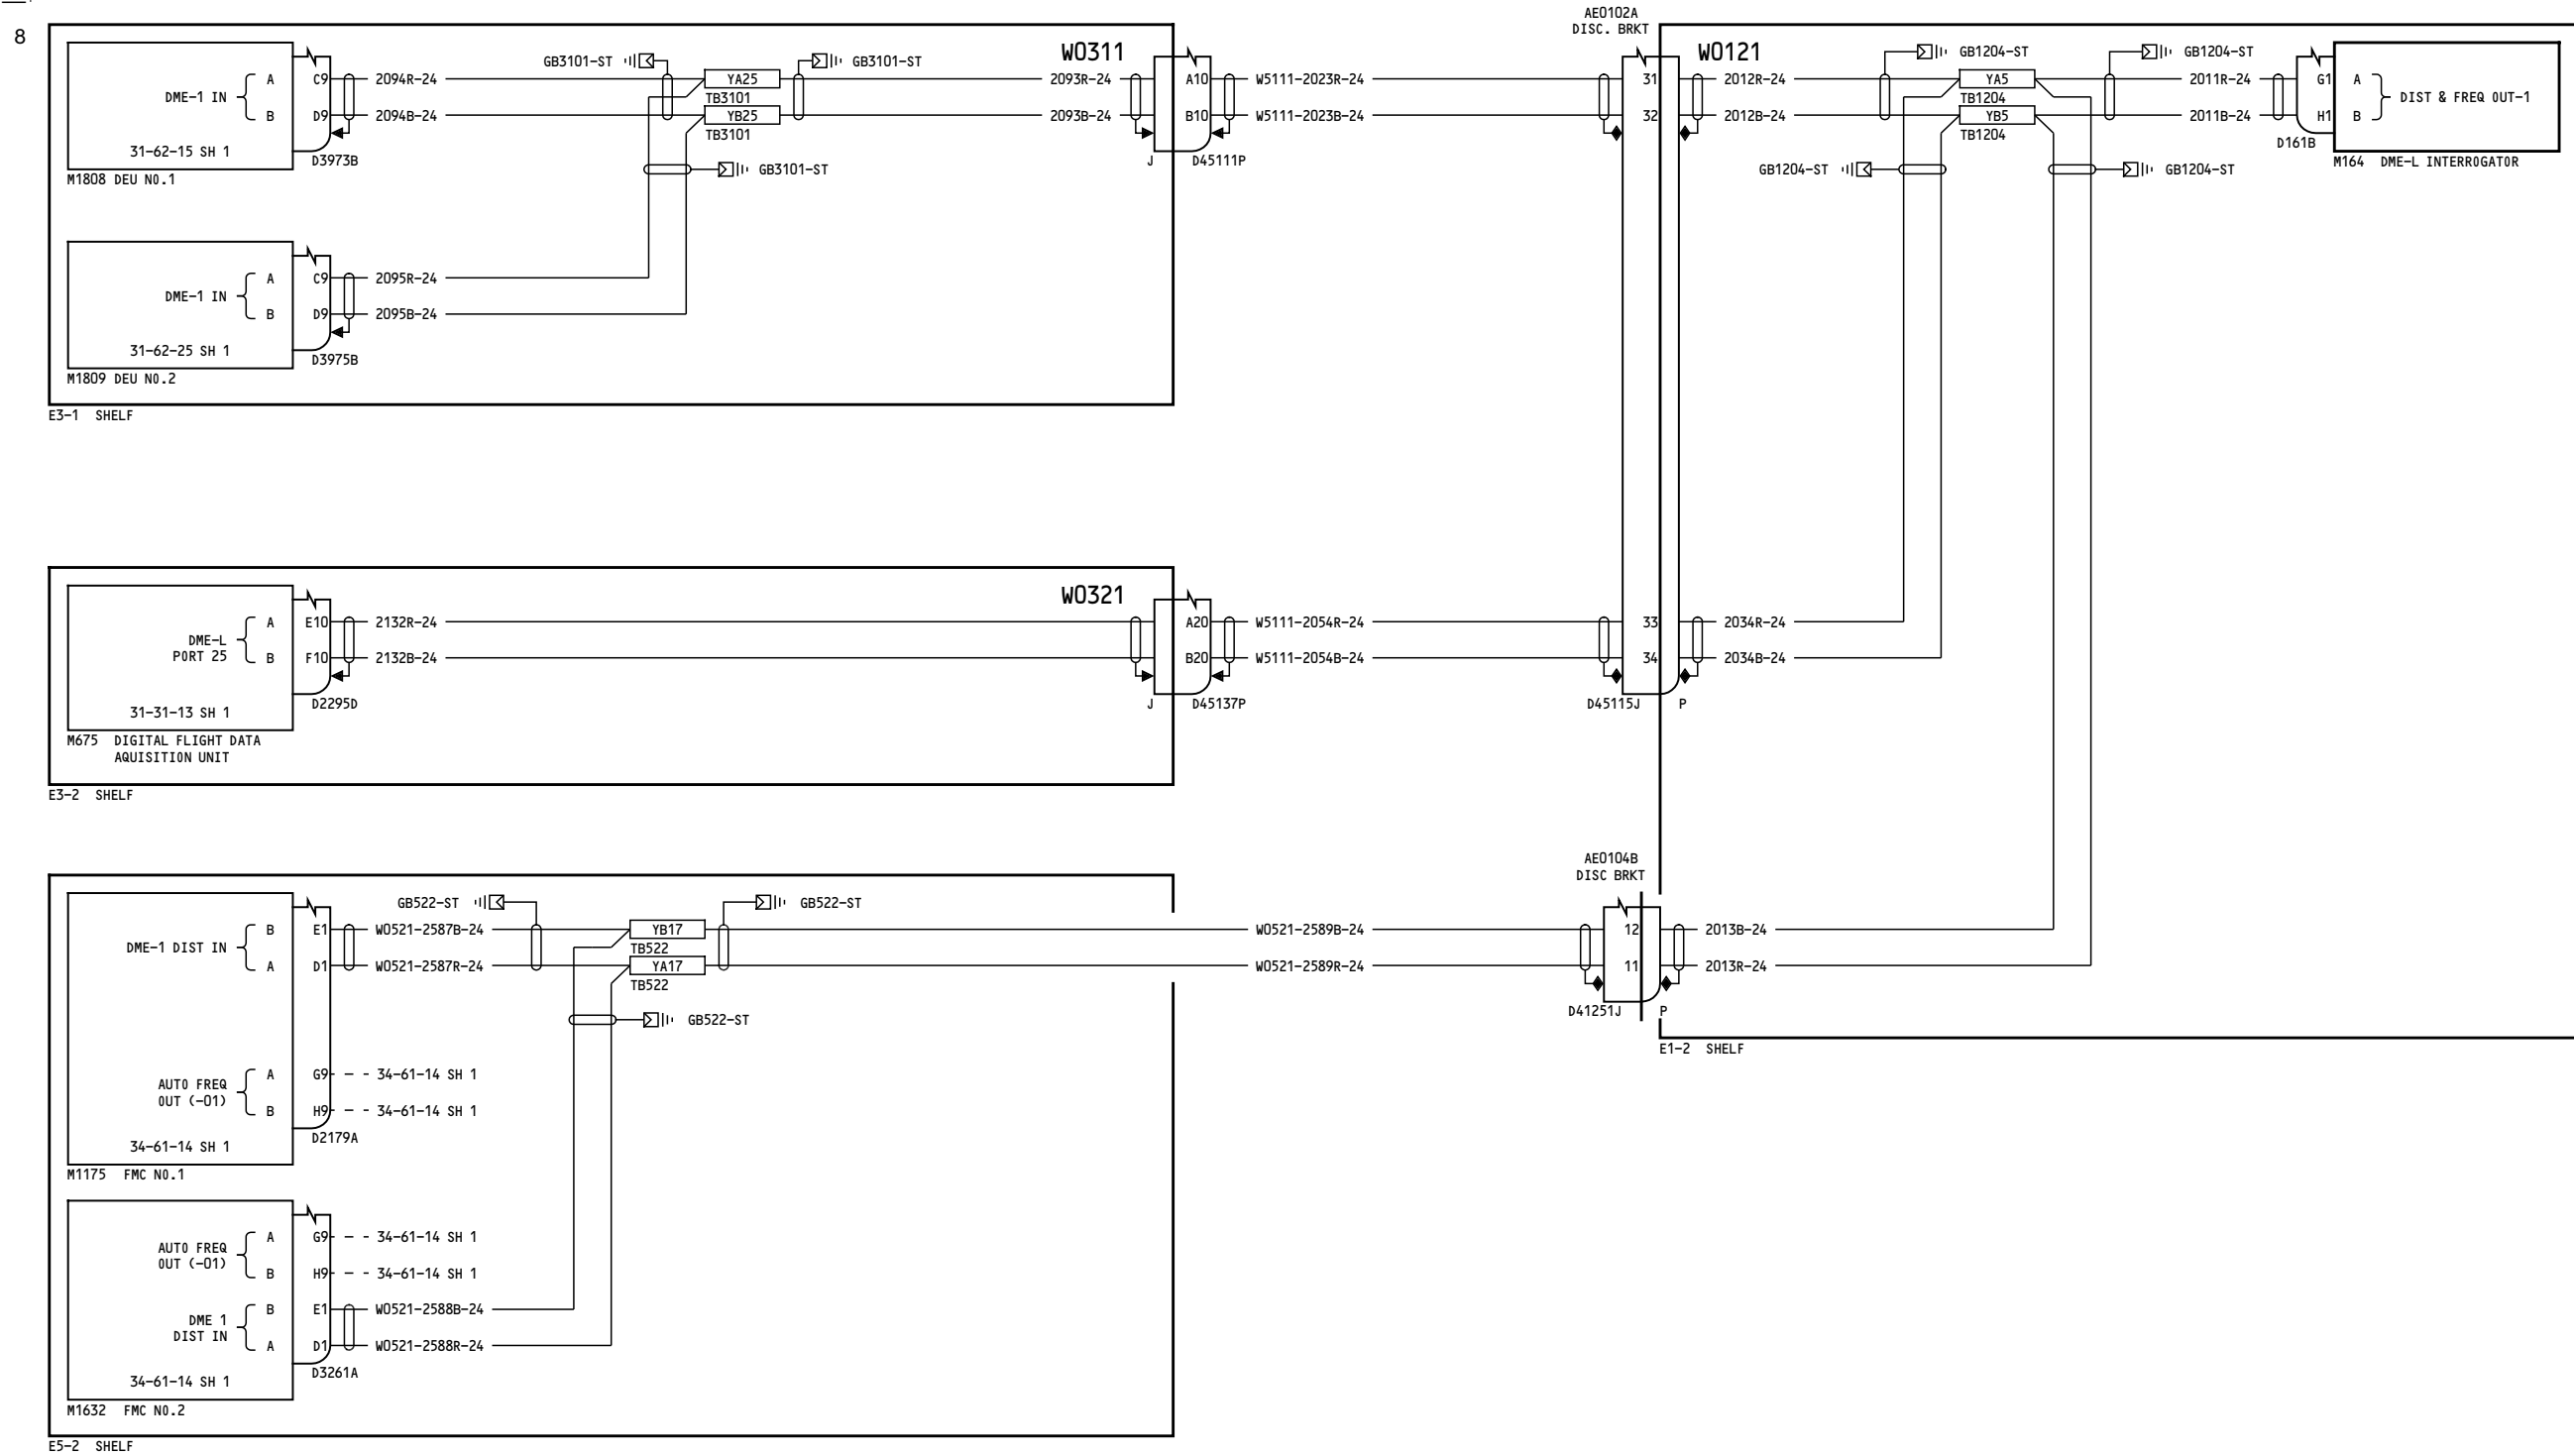 8
AE0102A
DISC. BRKT
W0311
W0121
GB3101-ST
GB3101-ST
GB1204-ST
GB1204-ST
DME-1 IN
A C9 2094R-24
YA25
TB3101
2093R-24
A10 W5111-2023R-24
31 2012R-24
YA5
TB1204
2011R-24
G1 A
DIST & FREQ OUT-1
B D9 2094B-24
YB25
TB3101
2093B-24
B10 W5111-2023B-24
32 2012B-24
YB5
TB1204
2011B-24
H1 B
D161B
31-62-15 SH 1
D3973B
J D45111P
M164 DME-L INTERROGATOR
M1808 DEU NO.1
GB3101-ST
GB1204-ST
GB1204-ST
DME-1 IN
A C9 2095R-24
B D9 2095B-24
31-62-25 SH 1
D3975B
M1809 DEU NO.2
E3-1 SHELF
W0321
DME-L
PORT 25
A E10 2132R-24
A20 W5111-2054R-24
33 2034R-24
B F10 2132B-24
B20 W5111-2054B-24
34 2034B-24
31-31-13 SH 1
D2295D
J D45137P
D45115J P
M675 DIGITAL FLIGHT DATA
AQUISITION UNIT
E3-2 SHELF
AE0104B
DISC BRKT
GB522-ST
GB522-ST
DME-1 DIST IN
B E1 W0521-2587B-24
YB17
TB522
W0521-2589B-24
12 2013B-24
A D1 W0521-2587R-24
YA17
TB522
W0521-2589R-24
11 2013R-24
D41251J P
GB522-ST
E1-2 SHELF
AUTO FREQ
OUT (-01)
A G9 34-61-14 SH 1
B H9 34-61-14 SH 1
34-61-14 SH 1
D2179A
M1175 FMC NO.1
AUTO FREQ
OUT (-01)
A G9 34-61-14 SH 1
B H9 34-61-14 SH 1
DME 1
DIST IN
B E1 W0521-2588B-24
A D1 W0521-2588R-24
34-61-14 SH 1
D3261A
M1632 FMC NO.2
E5-2 SHELF